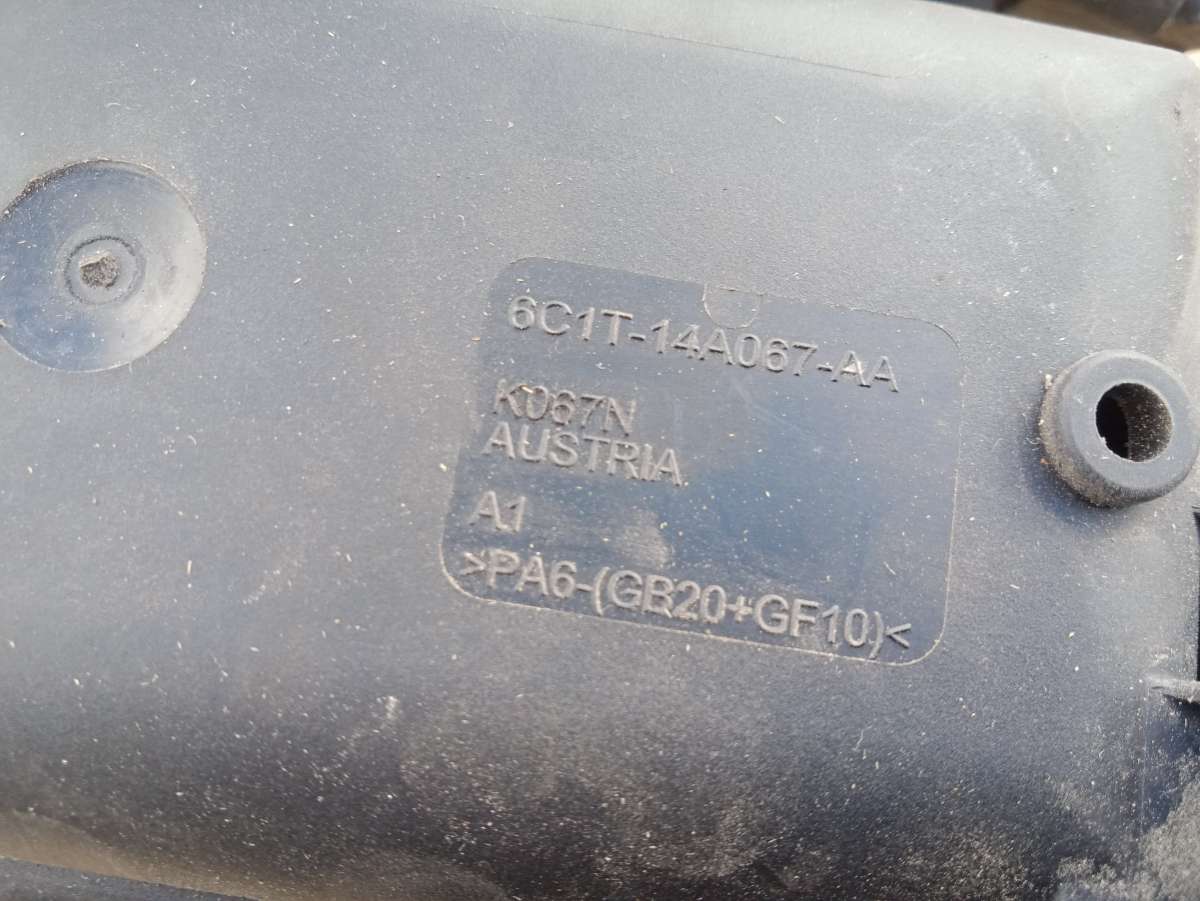 6C1T-14A067-AA
K067N
AUSTRIA
A1
>PA6-(GB20+GF10)<